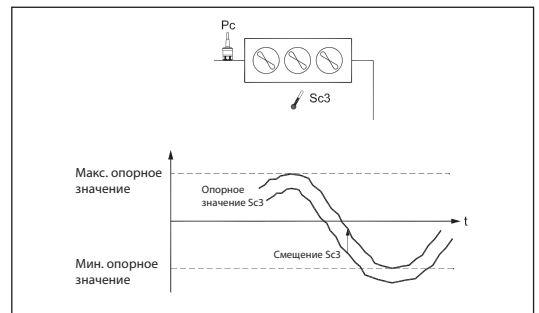 Pc
Sc3
Макс. опорное
значение
Опорное
значение Sc3
t
Смещение Sc3
Мин. опорное
значение